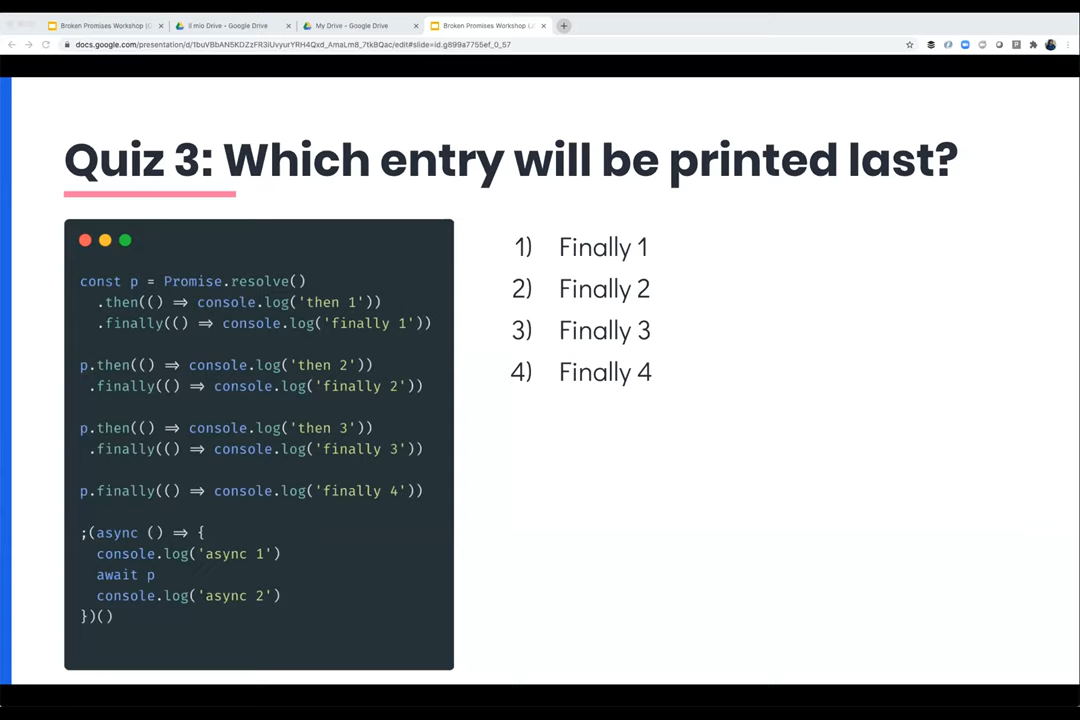 Broken Promises Workshop (C
Il mio Drive - Google Drive
My Drive - Google Drive
Broken Promises Workshop (J
docs.google.com/presentation/d/1buVBbAN5KDZzFR3iUvyurYRH4Qxd_AmaLm8_7tkBQac/edit#slide=id.g899a7755ef_0_57
Quiz 3: Which entry will be printed last?
const p = Promise.resolve()
.then(() => console.log('then 1'))
.finally(() => console.log('finally 1'))
p.then(() => console.log('then 2'))
.finally(() => console.log('finally 2'))
p.then(() => console.log('then 3'))
.finally(() => console.log('finally 3'))
p.finally(() => console.log('finally 4'))
;(async () => {
console.log('async 1')
await p
console.log('async 2')
})()
1) Finally 1
2) Finally 2
3) Finally 3
4) Finally 4